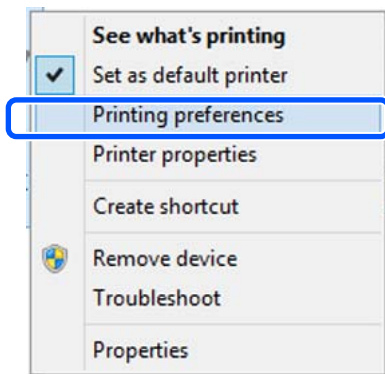 See what's printing
Set as default printer
Printing preferences
Printer properties
Create shortcut
Remove device
Troubleshoot
Properties